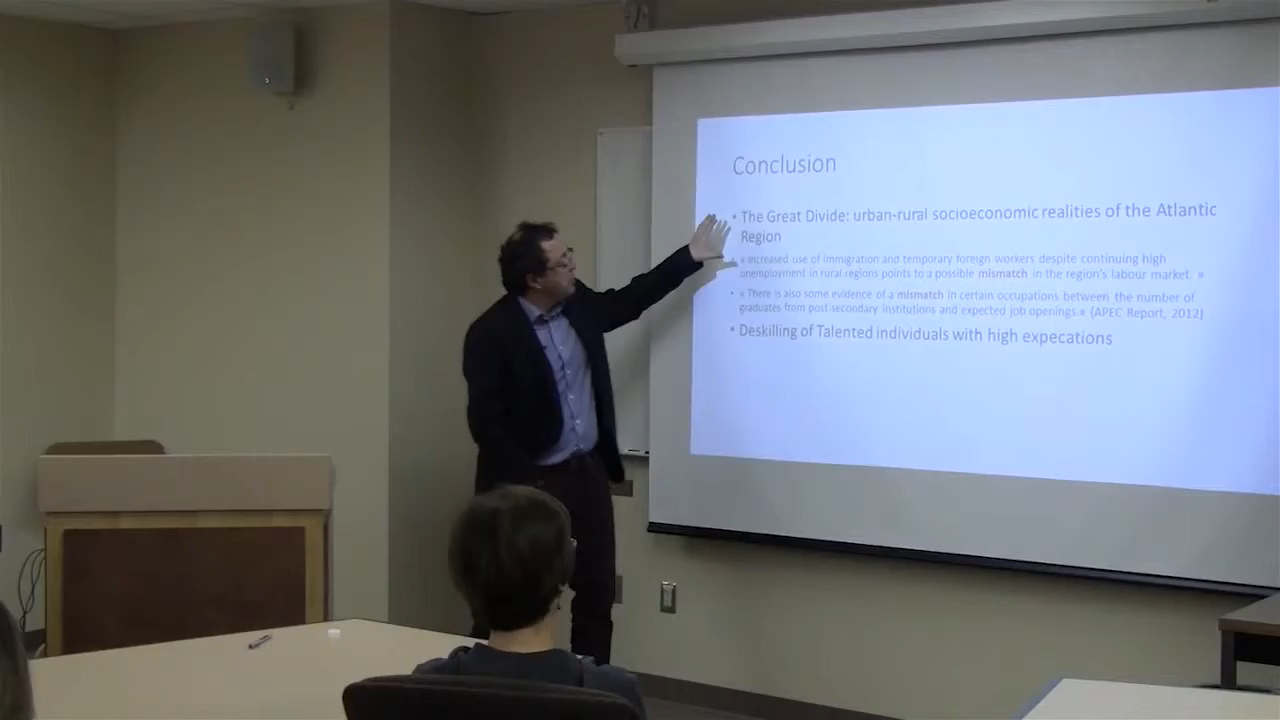 Conclusion
• The Great Divide: urban-rural socioeconomic realities of the Atlantic
Region
« Increased use of immigration and temporary foreign workers despite continuing high
unemployment in rural regions points to a possible mismatch in the region's labour market. »
• « There is also some evidence of a mismatch in certain occupations between the number of
graduates from post-secondary institutions and expected job openings.» (APEC Report, 2012)
• Deskilling of Talented individuals with high expecations